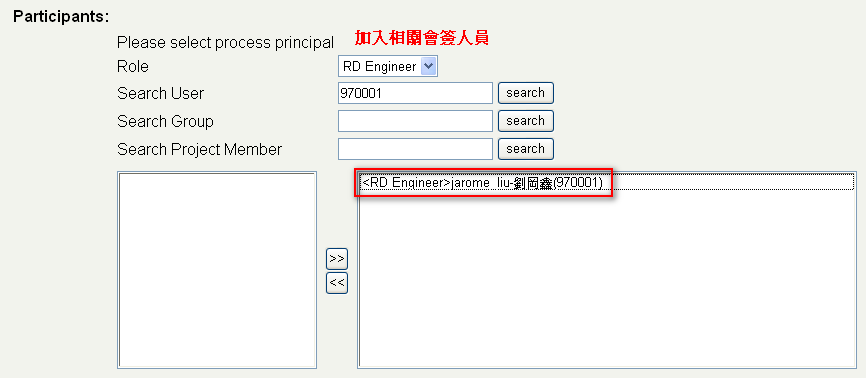 Participants:
Please select process principal 加入相關會簽人員
Role RD Engineer
Search User 970001 search
Search Group search
Search Project Member search
<RD Engineer>jarome_liu-劉岡鑫(970001)
>>
<<